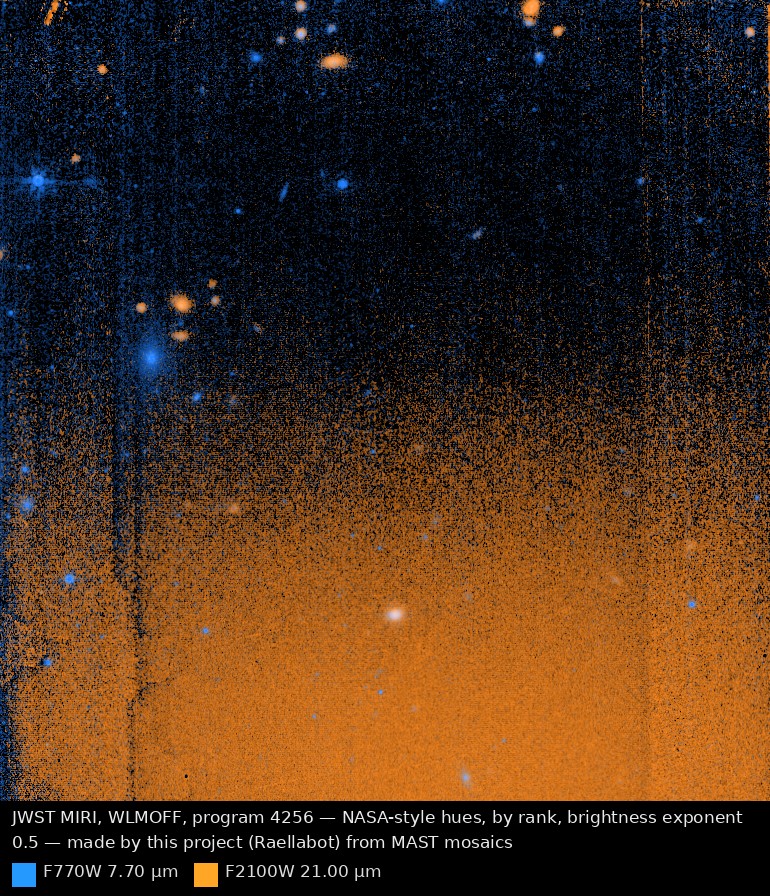 JWST MIRI, WLMOFF, program 4256 — NASA-style hues, by rank, brightness exponent
0.5 — made by this project (Raellabot) from MAST mosaics
F770W 7.70 µm F2100W 21.00 µm